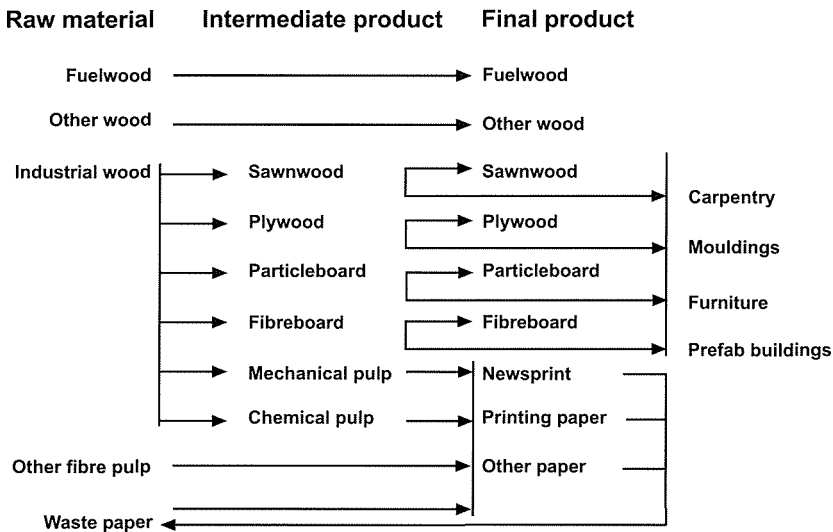 Raw material Intermediate product Final product
Fuelwood Fuelwood
Other wood Other wood
Industrial wood Sawnwood Sawnwood
Carpentry
Plywood Plywood
Mouldings
Particleboard Particleboard
Furniture
Fibreboard Fibreboard
Prefab buildings
Mechanical pulp Newsprint
Chemical pulp Printing paper
Other fibre pulp Other paper
Waste paper